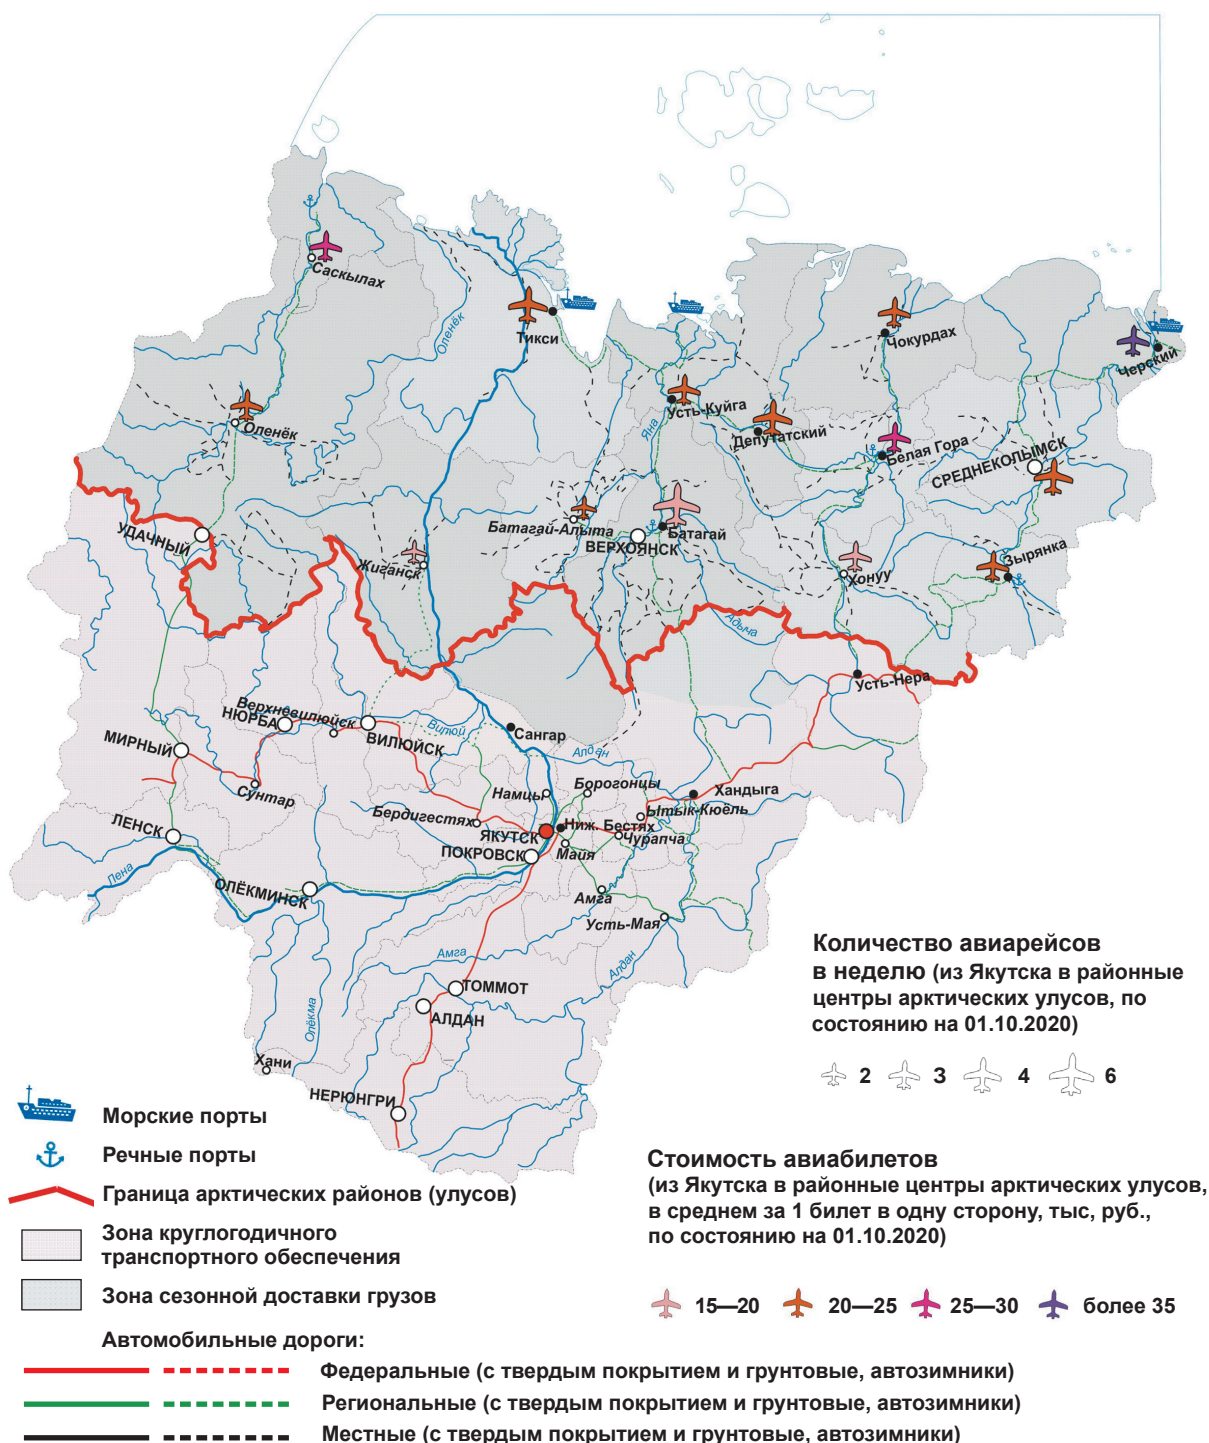 Саскылах
Оленёк
Тикси
Чокурдах
Черский
Оленёк
Усть-Куйга
Яна
Депутатский
Белая Гора
СРЕДНЕКОЛЫМСК
УДАЧНЫЙ
Батагай-Алыта
Батагай
ВЕРХОЯНСК
Жиганск
Хонуу
Зырянка
Адыча
Усть-Нера
Верхневилюйск
НЮРБА
ВИЛЮЙСК
Вилюй
Сангар
Алдан
МИРНЫЙ
Сунтар
Намцы
Борогонцы
Хандыга
Бердигестях
Ытык-Кюель
ЛЕНСК
ЯКУТСК
Ниж. Бестях
Чурапча
ПОКРОВСК
Майя
Лена
ОЛЁКМИНСК
Амга
Усть-Мая
Амга
Алдан
ТОММОТ
АЛДАН
Олёкма
Хани
НЕРЮНГРИ
Количество авиарейсов
в неделю (из Якутска в районные
центры арктических улусов, по
состоянию на 01.10.2020)
2 3 4 6
Морские порты
Речные порты
Граница арктических районов (улусов)
Зона круглогодичного
транспортного обеспечения
Зона сезонной доставки грузов
Стоимость авиабилетов
(из Якутска в районные центры арктических улусов,
в среднем за 1 билет в одну сторону, тыс, руб.,
по состоянию на 01.10.2020)
15—20 20—25 25—30 более 35
Автомобильные дороги:
Федеральные (с твердым покрытием и грунтовые, автозимники)
Региональные (с твердым покрытием и грунтовые, автозимники)
Местные (с твердым покрытием и грунтовые, автозимники)